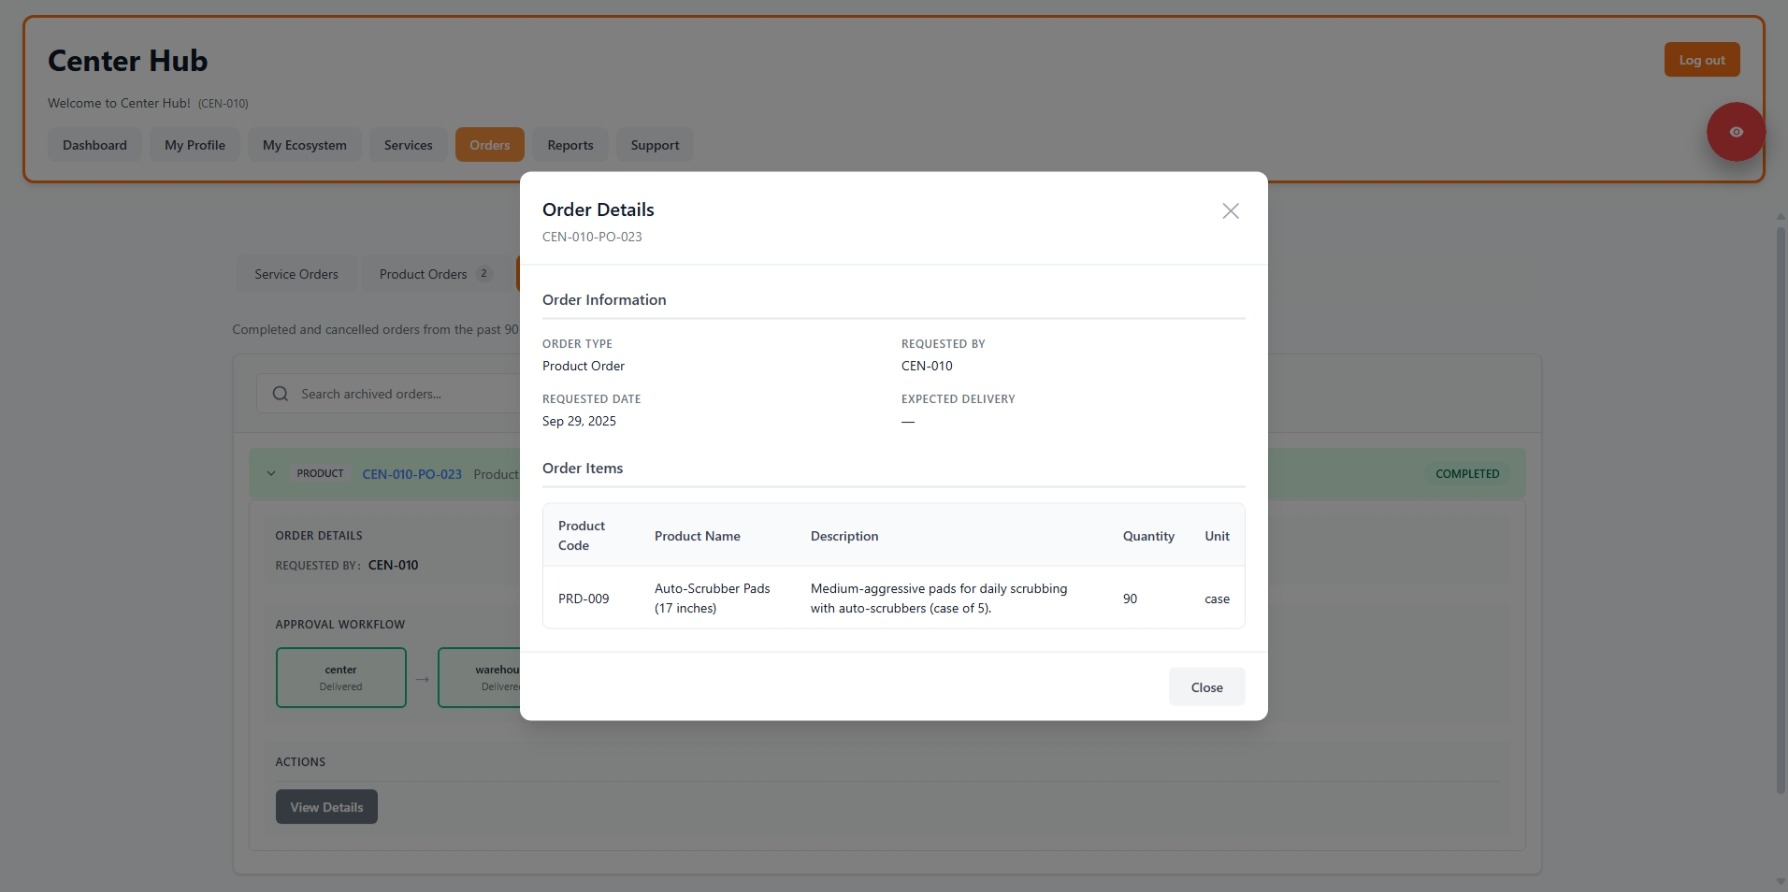 Center Hub
Log out
Welcome to Center Hub! (CEN-010)
Dashboard My Profile My Ecosystem Services Orders Reports Support
Order Details
CEN-010-PO-023
Service Orders Product Orders 2
Order Information
Completed and cancelled orders from the past 90
ORDER TYPE REQUESTED BY
Product Order CEN-010
Search archived orders...
REQUESTED DATE EXPECTED DELIVERY
Sep 29, 2025 —
Order Items
PRODUCT CEN-010-PO-023 Product COMPLETED
Product Code Product Name Description Quantity Unit
PRD-009 Auto-Scrubber Pads Medium-aggressive pads for daily scrubbing 90 case
(17 inches) with auto-scrubbers (case of 5).
ORDER DETAILS
REQUESTED BY: CEN-010
APPROVAL WORKFLOW
center → warehou
Delivered Delivere
Close
ACTIONS
View Details